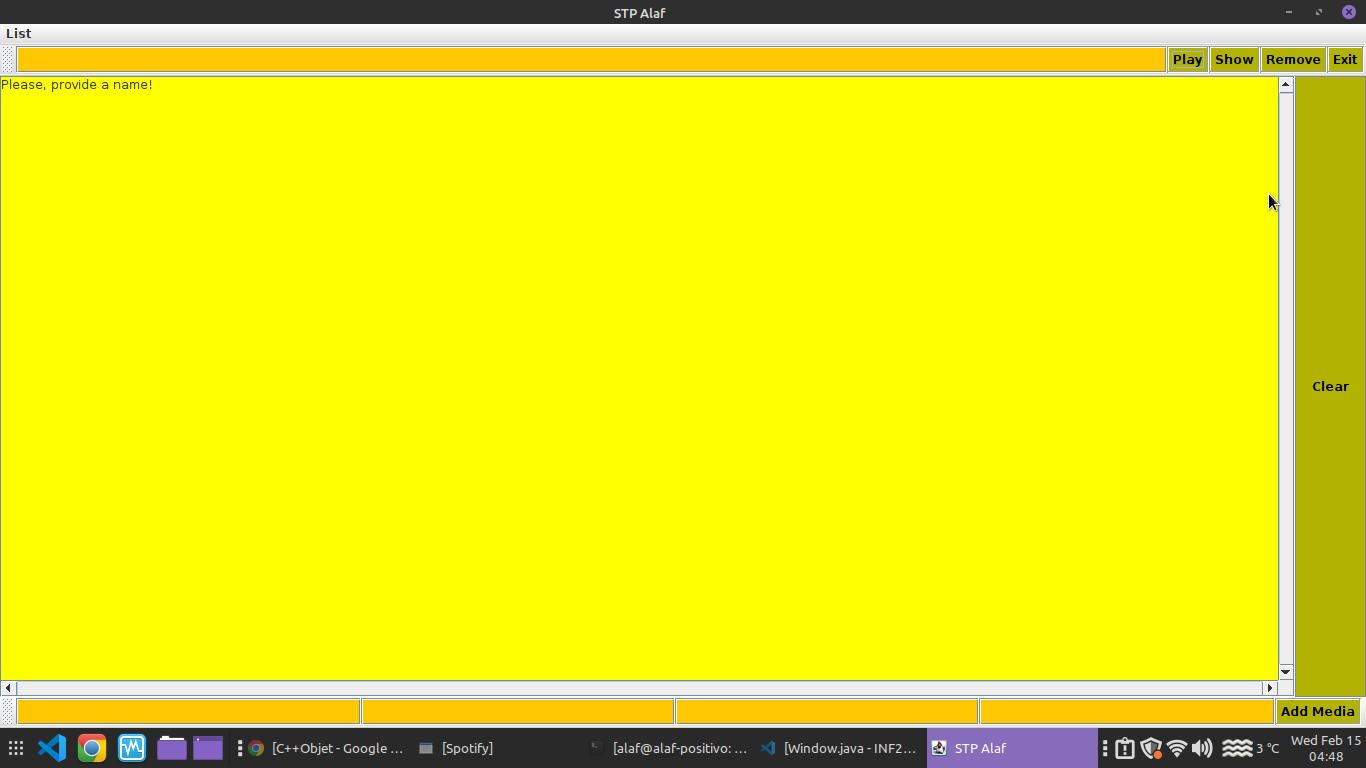 STP Alaf
List
Play Show Remove Exit
Please, provide a name!
Clear
Add Media
[C++Objet - Google ... [Spotify] [alaf@alaf-positivo: ... [Window.java - INF2... STP Alaf 3 °C Wed Feb 15
04:48